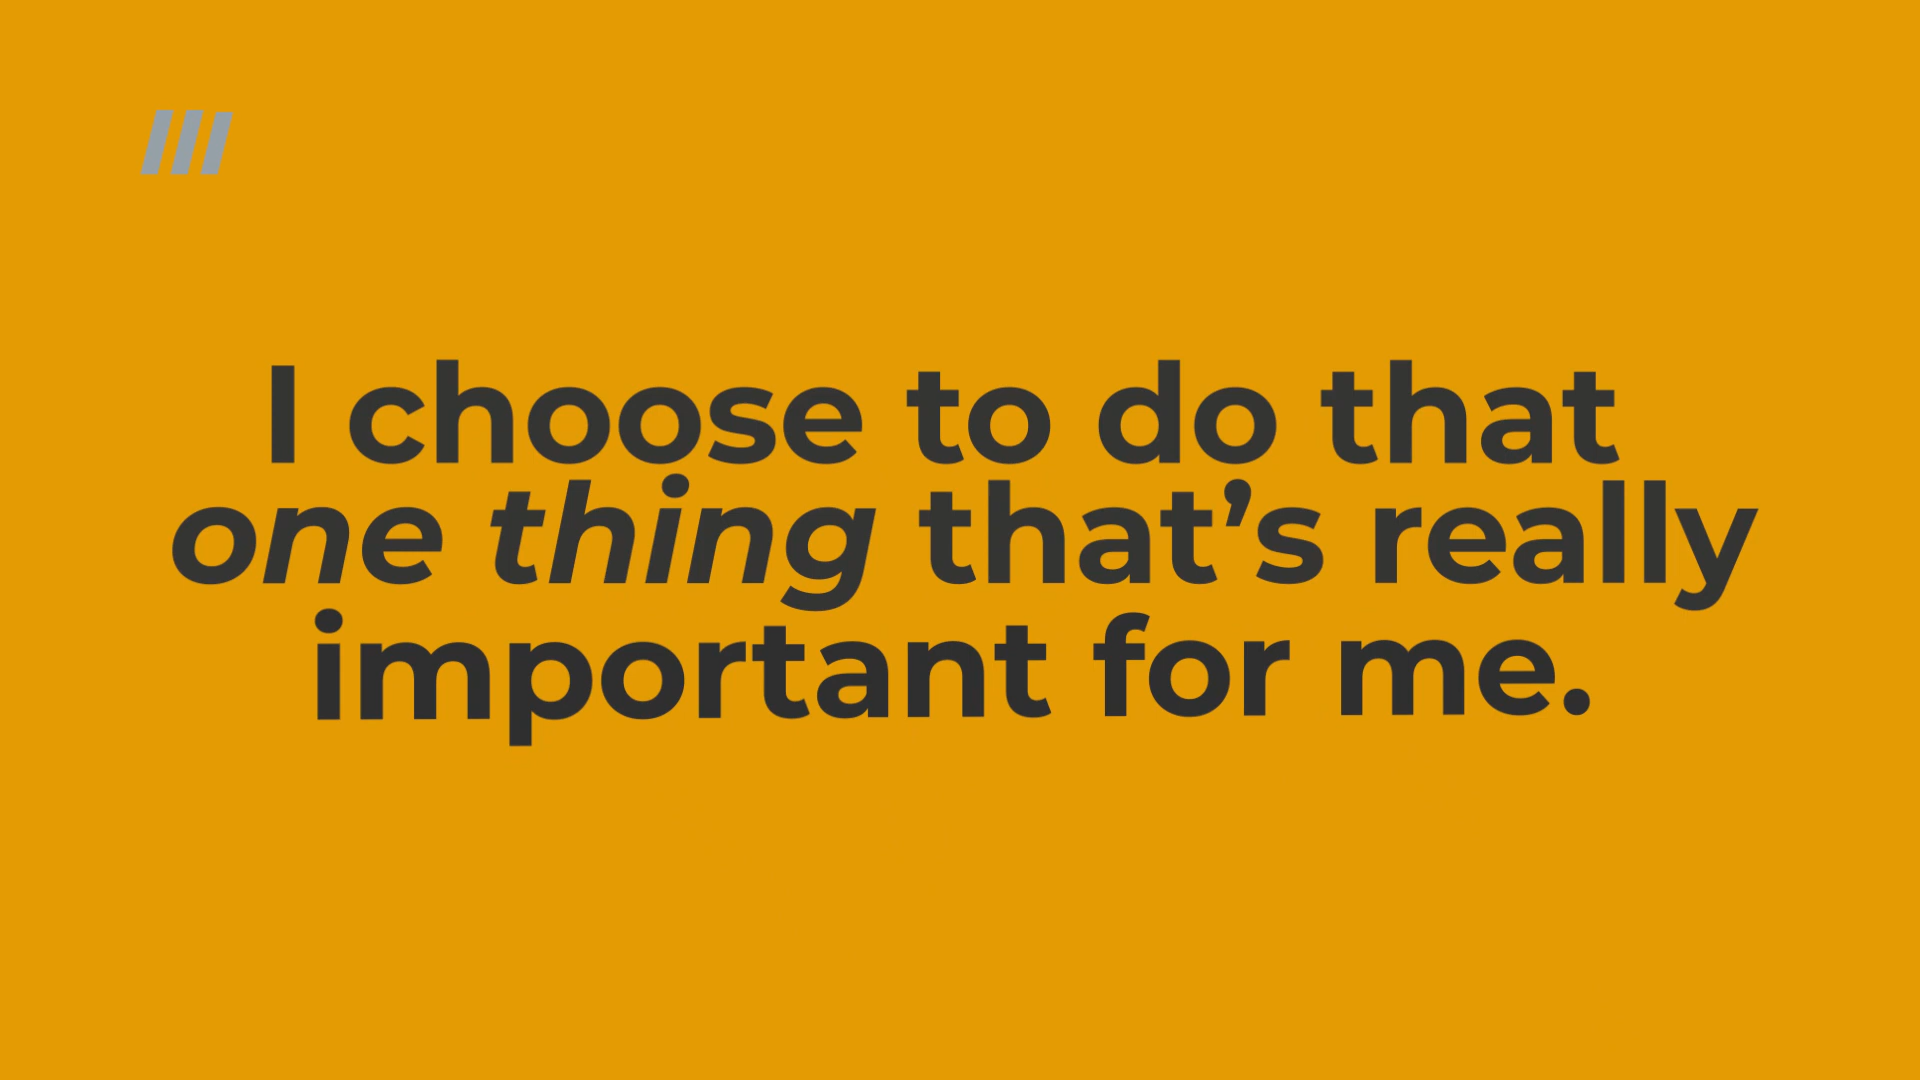 I choose to do that
one thing that’s really
important for me.